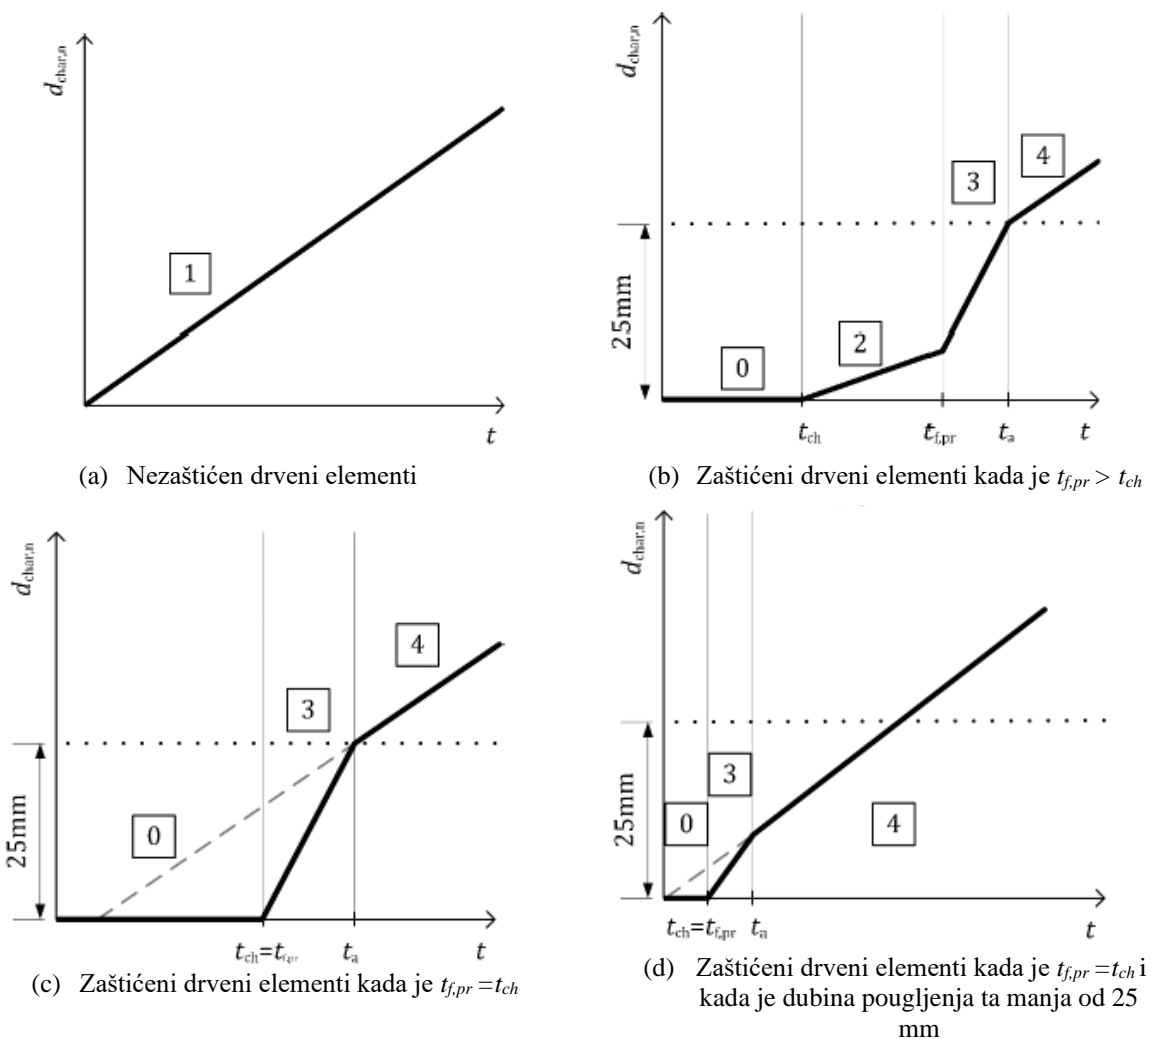 d_char,n
1
t
(a) Nezaštićen drveni elementi
d_char,n
25mm
0
2
3
4
t_ch
t_f,pr
t_a
t
(b) Zaštićeni drveni elementi kada je t_f,pr > t_ch
d_char,n
25mm
0
3
4
t_ch=t_f,pr
t_a
t
(c) Zaštićeni drveni elementi kada je t_f,pr =t_ch
d_char,n
25mm
0
3
4
t_ch=t_f,pr
t_a
t
(d) Zaštićeni drveni elementi kada je t_f,pr =t_ch i
kada je dubina pougljenja ta manja od 25
mm